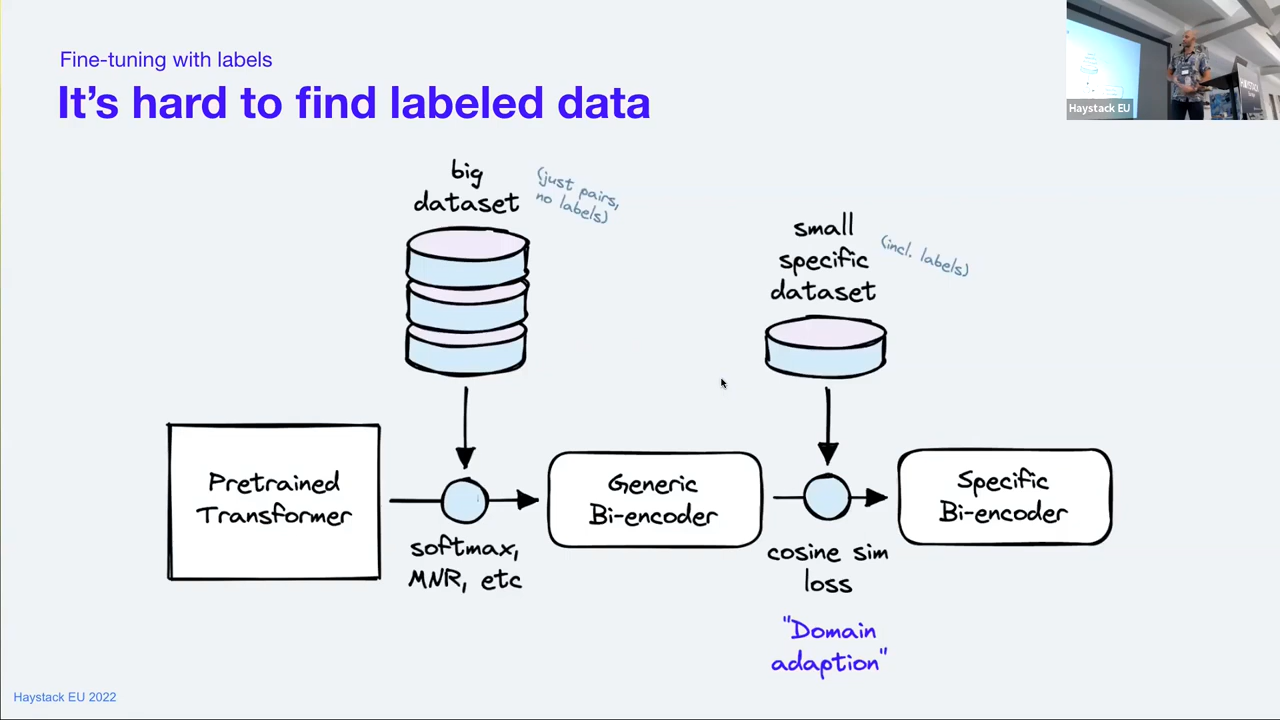 Fine-tuning with labels
It's hard to find labeled data
Haystack EU
big
dataset
(just pairs,
no labels)
small
specific
dataset
(incl. labels)
Pretrained
Transformer
softmax,
MNR, etc
Generic
Bi-encoder
cosine sim
loss
"Domain
adaption"
Specific
Bi-encoder
Haystack EU 2022